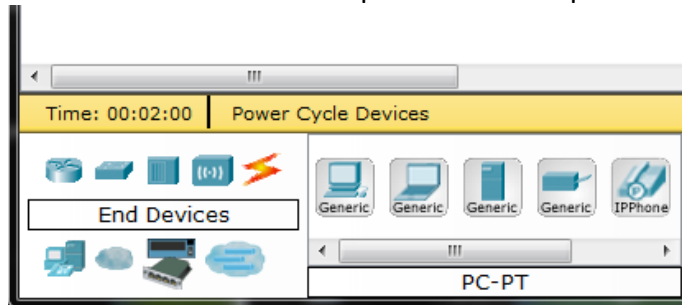 Time: 00:02:00 Power Cycle Devices
End Devices
Generic Generic Generic Generic IPPhone
PC-PT